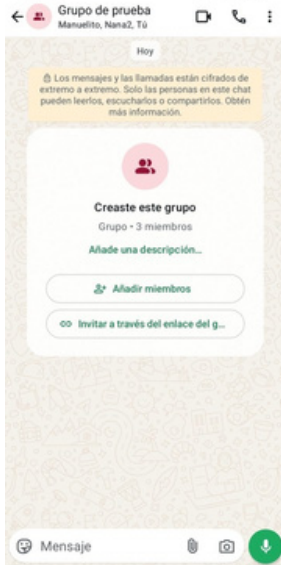 Grupo de prueba
Manuelito, Nana2, Tú
Hoy
Los mensajes y las llamadas están cifrados de
extremo a extremo. Solo las personas en este chat
pueden leerlos, escucharlos o compartirlos. Obtén
más información.
Creaste este grupo
Grupo • 3 miembros
Añade una descripción...
Añadir miembros
Invitar a través del enlace del g...
Mensaje